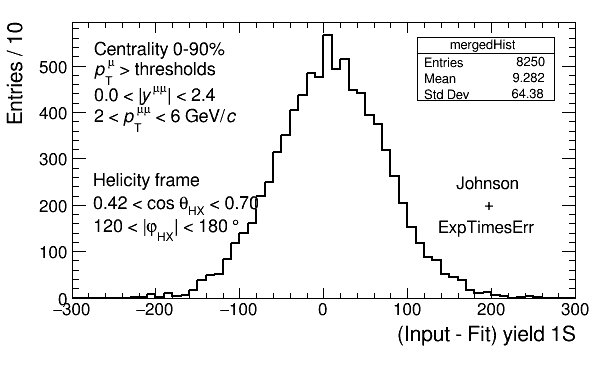 Entries / 10
Centrality 0-90%
p_T^μ > thresholds
0.0 < |y^μμ| < 2.4
2 < p_T^μμ < 6 GeV/c
mergedHist
Entries 8250
Mean 9.282
Std Dev 64.38
Helicity frame
0.42 < cos θ_HX < 0.70
120 < |φ_HX| < 180 °
Johnson
+
ExpTimesErr
500
400
300
200
100
0
−300 −200 −100 0 100 200 300
(Input - Fit) yield 1S